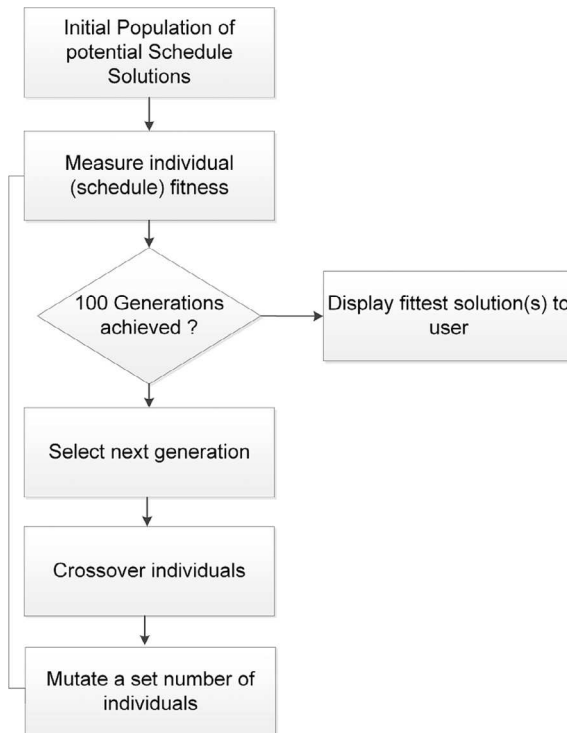 Initial Population of
potential Schedule
Solutions
Measure individual
(schedule) fitness
100 Generations
achieved ?
Display fittest solution(s) to
user
Select next generation
Crossover individuals
Mutate a set number of
individuals